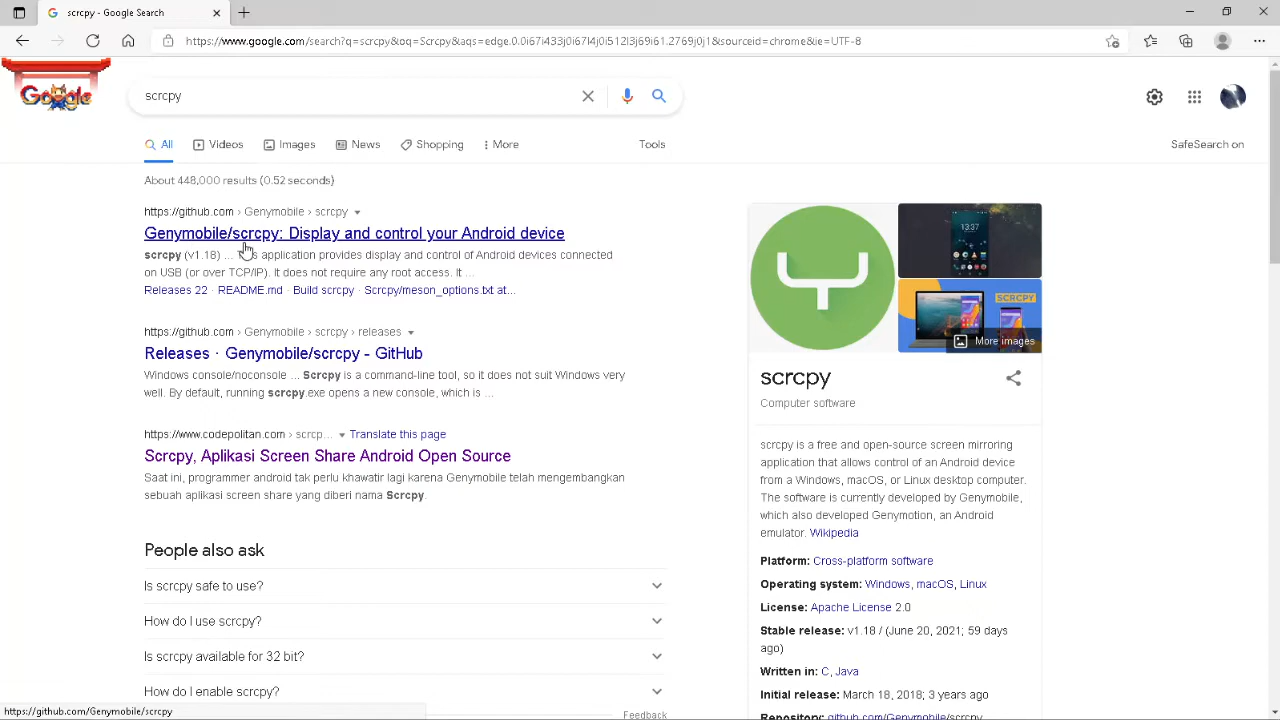 scrcpy - Google Search
https://www.google.com/search?q=scrcpy&oq=Scrcpy&aqs=edge.0.0i67i433j0i67l4j0i512l3j69i61.2769j0j1&sourceid=chrome&ie=UTF-8
Google
scrcpy
All
Videos
Images
News
Shopping
More
Tools
SafeSearch on
About 448,000 results (0.52 seconds)
https://github.com › Genymobile › scrcpy
Genymobile/scrcpy: Display and control your Android device
scrcpy (v1.18) ... application provides display and control of Android devices connected
on USB (or over TCP/IP). It does not require any root access. It ...
Releases 22 · README.md · Build scrcpy · Scrcpy/meson_options.txt at...
https://github.com › Genymobile › scrcpy › releases
Releases · Genymobile/scrcpy - GitHub
Windows console/noconsole ... Scrcpy is a command-line tool, so it does not suit Windows very
well. By default, running scrcpy.exe opens a new console, which is ...
https://www.codepolitan.com › scrcp... Translate this page
Scrcpy, Aplikasi Screen Share Android Open Source
Saat ini, programmer android tak perlu khawatir lagi karena Genymobile telah mengembangkan
sebuah aplikasi screen share yang diberi nama Scrcpy.
People also ask
Is scrcpy safe to use?
How do I use scrcpy?
Is scrcpy available for 32 bit?
How do I enable scrcpy?
Feedback
https://github.com/Genymobile/scrcpy
13:37
SCRCPY
More images
scrcpy
Computer software
scrcpy is a free and open-source screen mirroring
application that allows control of an Android device
from a Windows, macOS, or Linux desktop computer.
The software is currently developed by Genymobile,
which also developed Genymotion, an Android
emulator. Wikipedia
Platform: Cross-platform software
Operating system: Windows, macOS, Linux
License: Apache License 2.0
Stable release: v1.18 / (June 20, 2021; 59 days
ago)
Written in: C, Java
Initial release: March 18, 2018; 3 years ago
Repository: github.com/Genymobile/scrcpy